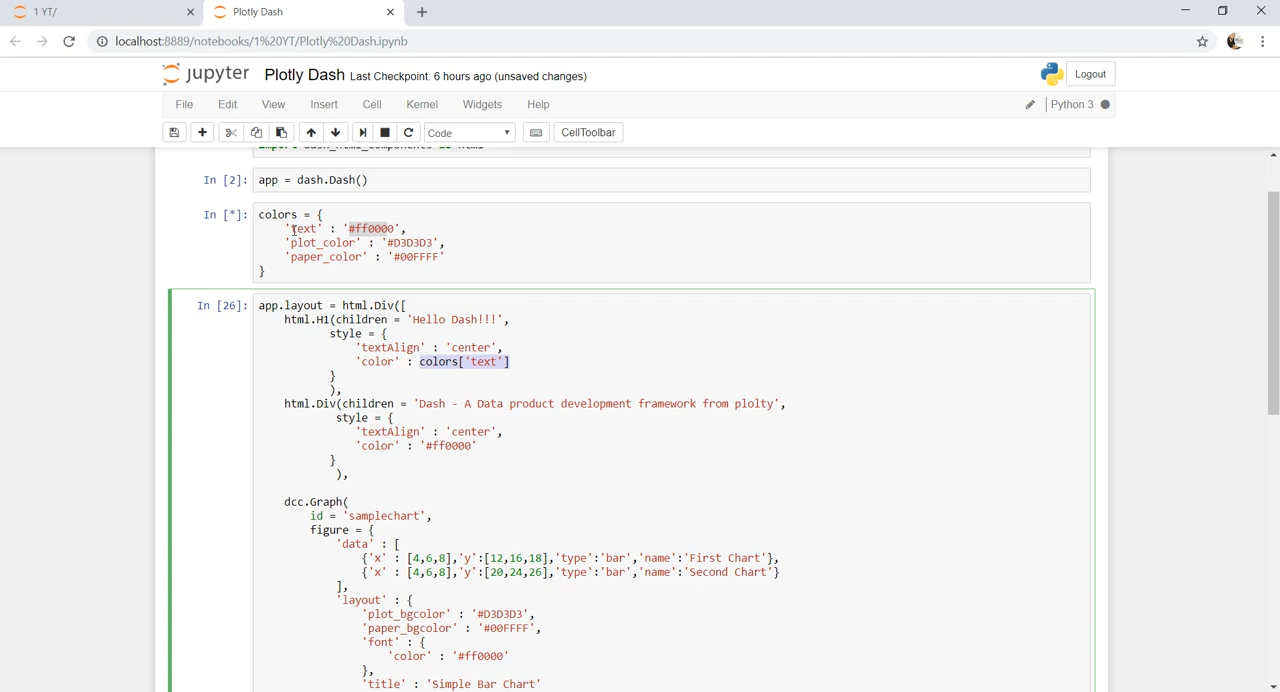 1 YT/
Plotly Dash
localhost:8889/notebooks/1%20YT/Plotly%20Dash.ipynb
jupyter Plotly Dash Last Checkpoint: 6 hours ago (unsaved changes)
Logout
File Edit View Insert Cell Kernel Widgets Help
Python 3
Code
CellToolbar
import dash_html_components as html
In [2]: app = dash.Dash()
In [*]: colors = {
'text' : '#ff0000',
'plot_color' : '#D3D3D3',
'paper_color' : '#00FFFF'
}
In [26]: app.layout = html.Div([
html.H1(children = 'Hello Dash!!!',
style = {
'textAlign' : 'center',
'color' : colors['text']
}
),
html.Div(children = 'Dash - A Data product development framework from plolty',
style = {
'textAlign' : 'center',
'color' : '#ff0000'
}
),
dcc.Graph(
id = 'samplechart',
figure = {
'data' : [
{'x' : [4,6,8],'y':[12,16,18],'type':'bar','name':'First Chart'},
{'x' : [4,6,8],'y':[20,24,26],'type':'bar','name':'Second Chart'}
],
'layout' : {
'plot_bgcolor' : '#D3D3D3',
'paper_bgcolor' : '#00FFFF',
'font' : {
'color' : '#ff0000'
},
'title' : 'Simple Bar Chart'